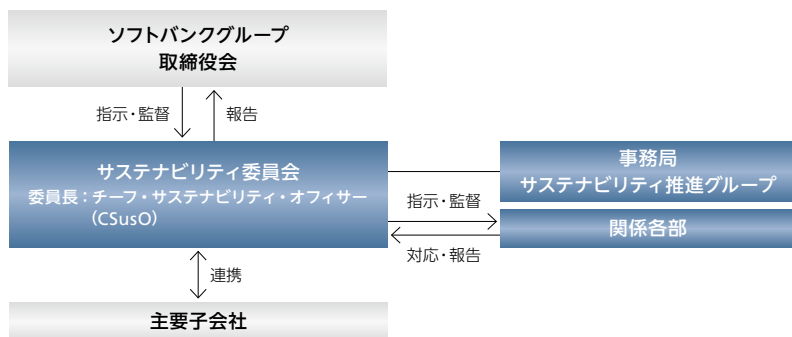 ソフトバンクグループ
取締役会
指示・監督
報告
サステナビリティ委員会
委員長：チーフ・サステナビリティ・オフィサー
（CSusO）
事務局
サステナビリティ推進グループ
指示・監督
関係各部
対応・報告
連携
主要子会社